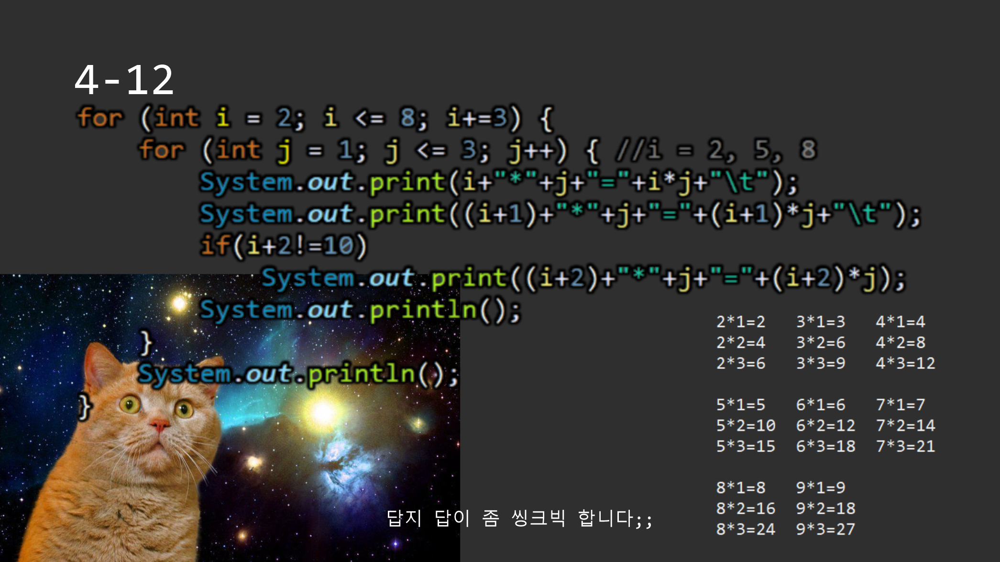 4-12
for (int i = 2; i <= 8; i+=3) {
    for (int j = 1; j <= 3; j++) { //i = 2, 5, 8
        System.out.print(i+"*"+j+"="+i*j+"\t");
        System.out.print((i+1)+"*"+j+"="+(i+1)*j+"\t");
        if(i+2!=10)
            System.out.print((i+2)+"*"+j+"="+(i+2)*j);
        System.out.println();
    }
    System.out.println();
}
2*1=2 3*1=3 4*1=4
2*2=4 3*2=6 4*2=8
2*3=6 3*3=9 4*3=12
5*1=5 6*1=6 7*1=7
5*2=10 6*2=12 7*2=14
5*3=15 6*3=18 7*3=21
8*1=8 9*1=9
8*2=16 9*2=18
8*3=24 9*3=27
답지 답이 좀 씽크빅 합니다;;